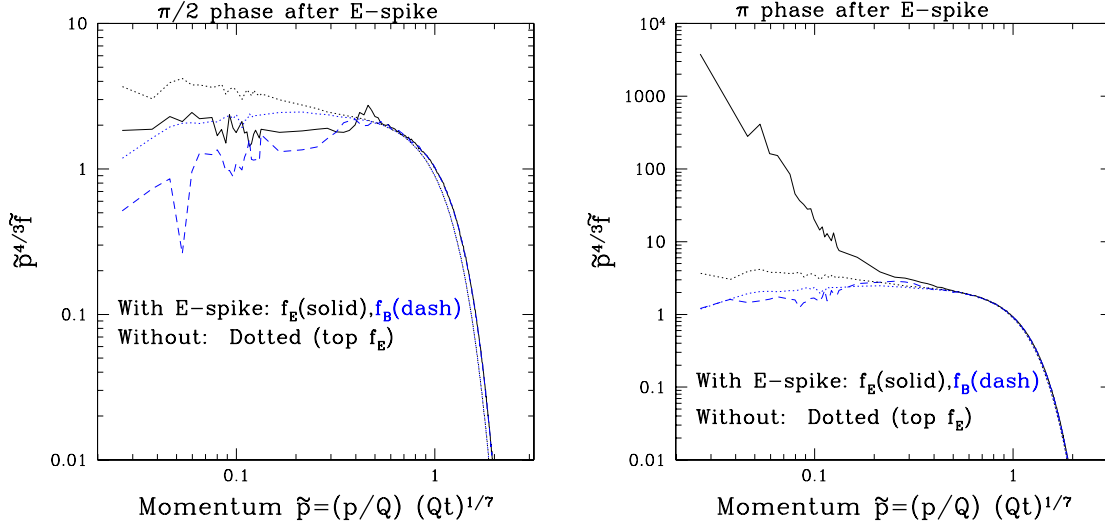 π/2 phase after E-spike
10
1
0.1
0.01
p̃^4/3 f̃
With E-spike: f_E(solid),f_B(dash)
Without: Dotted (top f_E)
0.1
1
Momentum p̃=(p/Q) (Qt)^1/7
π phase after E-spike
10⁴
1000
100
10
1
0.1
0.01
p̃^4/3 f̃
With E-spike: f_E(solid),f_B(dash)
Without: Dotted (top f_E)
0.1
1
Momentum p̃=(p/Q) (Qt)^1/7